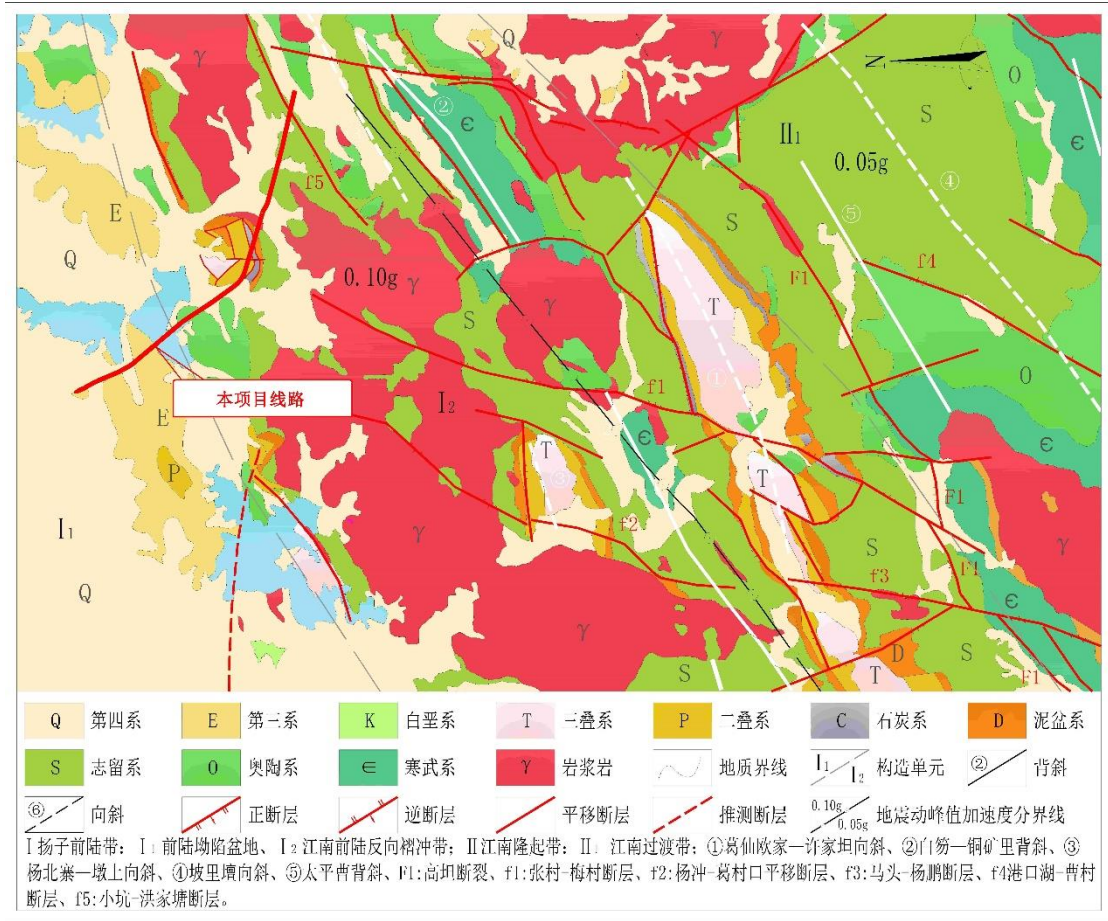 Q
γ
γ
N
O
②
Є
Ⅱ₁
S
Є
0.05g
f5
④
E
S
⑤
Q
F1
f4
0.10g
γ
γ
T
S
①
O
f1
本项目线路
Ⅰ₂
E
Є
Є
T
T
P
③
F1
f2
Ⅰ₁
γ
S
γ
f3
F1
Q
Є
γ
D
S
S
T
F1
Q 第四系 E 第三系 K 白垩系 T 三叠系 P 二叠系 C 石炭系 D 泥盆系
S 志留系 O 奥陶系 ∈ 寒武系 γ 岩浆岩 地质界线 Ⅰ₁ Ⅰ₂ 构造单元 ② 背斜
⑥ 向斜 正断层 逆断层 平移断层 推测断层 0.10g 0.05g 地震动峰值加速度分界线
Ⅰ扬子前陆带：Ⅰ₁前陆坳陷盆地、Ⅰ₂江南前陆反向褶冲带；Ⅱ江南隆起带：Ⅱ₁江南过渡带；①葛仙欧家—许家坦向斜、②白笏—铜矿里背斜、③
杨北寨—墩上向斜、④坡里壇向斜、⑤太平曹背斜、F1:高坦断裂、f1:张村-梅村断层、f2:杨冲-葛村口平移断层、f3:马头-杨鹏断层、f4港口湖-曹村
断层、f5:小坑-洪家塘断层。